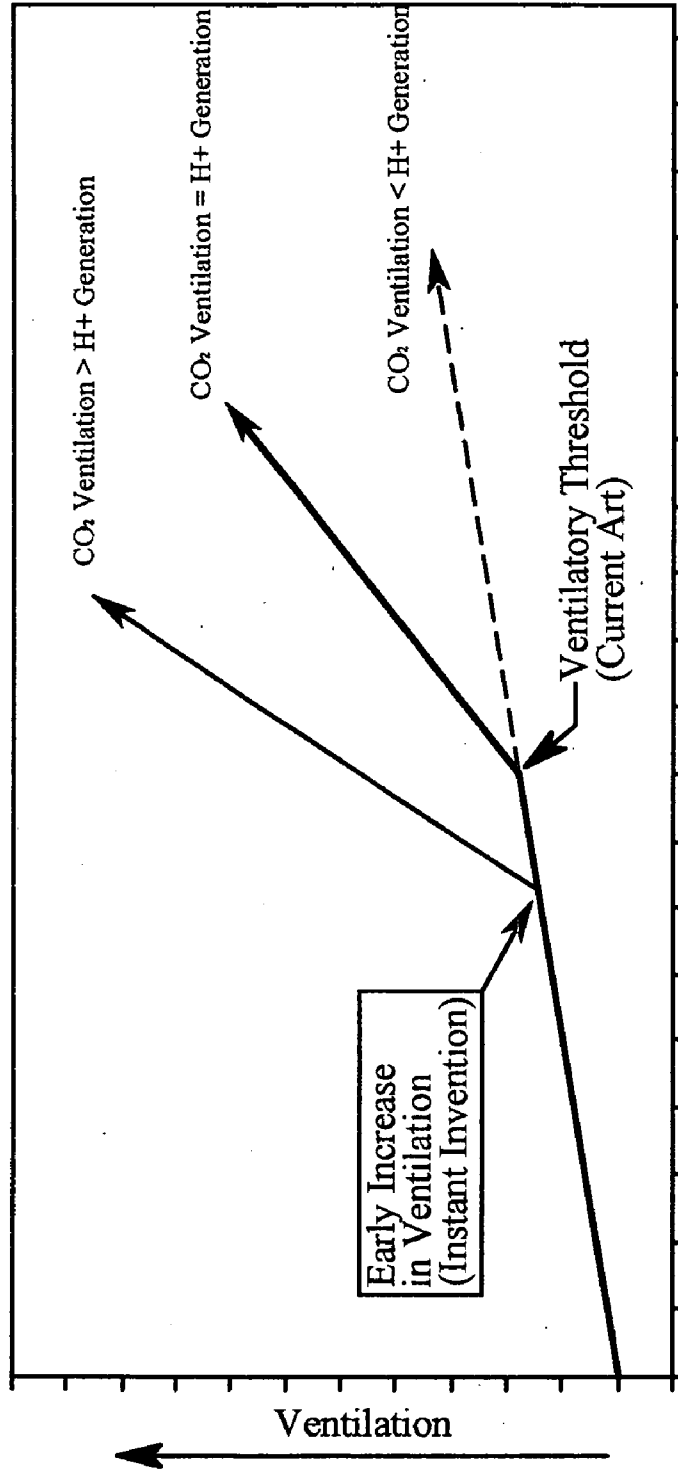 CO₂ Ventilation > H+ Generation
CO₂ Ventilation = H+ Generation
CO₂ Ventilation < H+ Generation
Early Increase
in Ventilation
(Instant Invention)
Ventilatory Threshold
(Current Art)
Ventilation